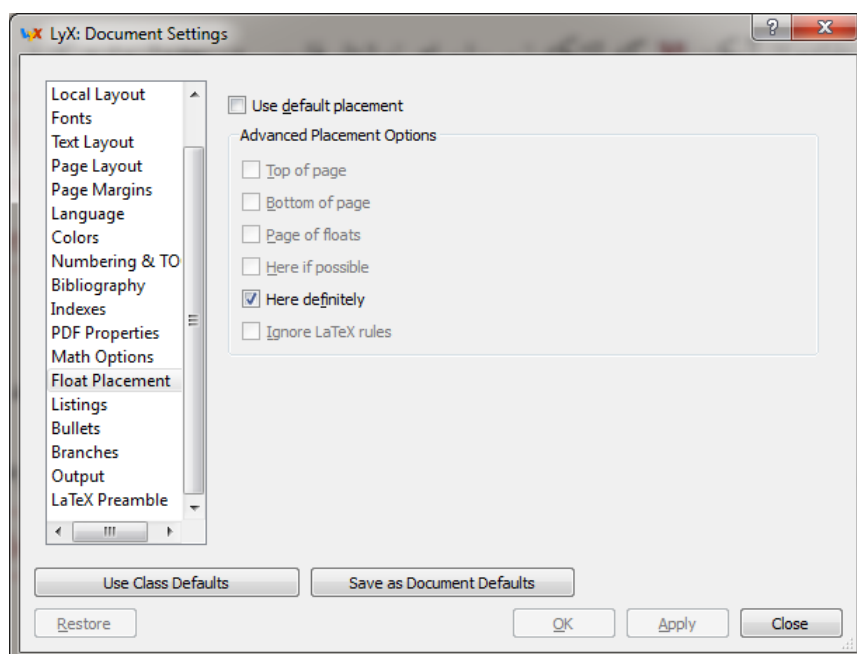 LyX: Document Settings
Local Layout
Fonts
Text Layout
Page Layout
Page Margins
Language
Colors
Numbering & TO
Bibliography
Indexes
PDF Properties
Math Options
Float Placement
Listings
Bullets
Branches
Output
LaTeX Preamble
Use default placement
Advanced Placement Options
Top of page
Bottom of page
Page of floats
Here if possible
Here definitely
Ignore LaTeX rules
Use Class Defaults
Save as Document Defaults
Restore
OK
Apply
Close